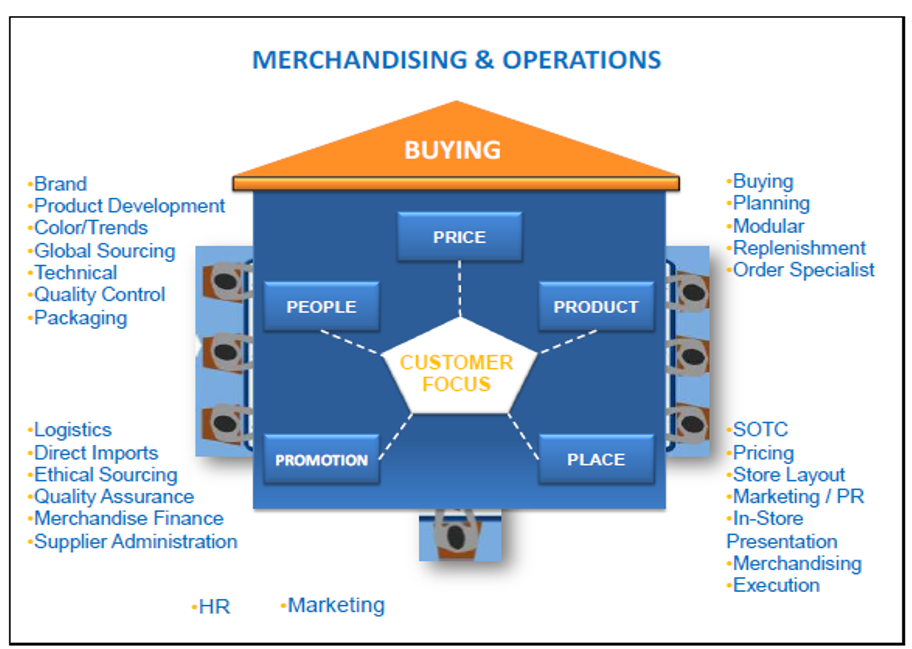 MERCHANDISING & OPERATIONS
BUYING
•Brand
•Product Development
•Color/Trends
•Global Sourcing
•Technical
•Quality Control
•Packaging
•Buying
•Planning
•Modular
•Replenishment
•Order Specialist
PRICE
PEOPLE
PRODUCT
CUSTOMER
FOCUS
PROMOTION
PLACE
•Logistics
•Direct Imports
•Ethical Sourcing
•Quality Assurance
•Merchandise Finance
•Supplier Administration
•SOTC
•Pricing
•Store Layout
•Marketing / PR
•In-Store
Presentation
•Merchandising
•Execution
•HR
•Marketing